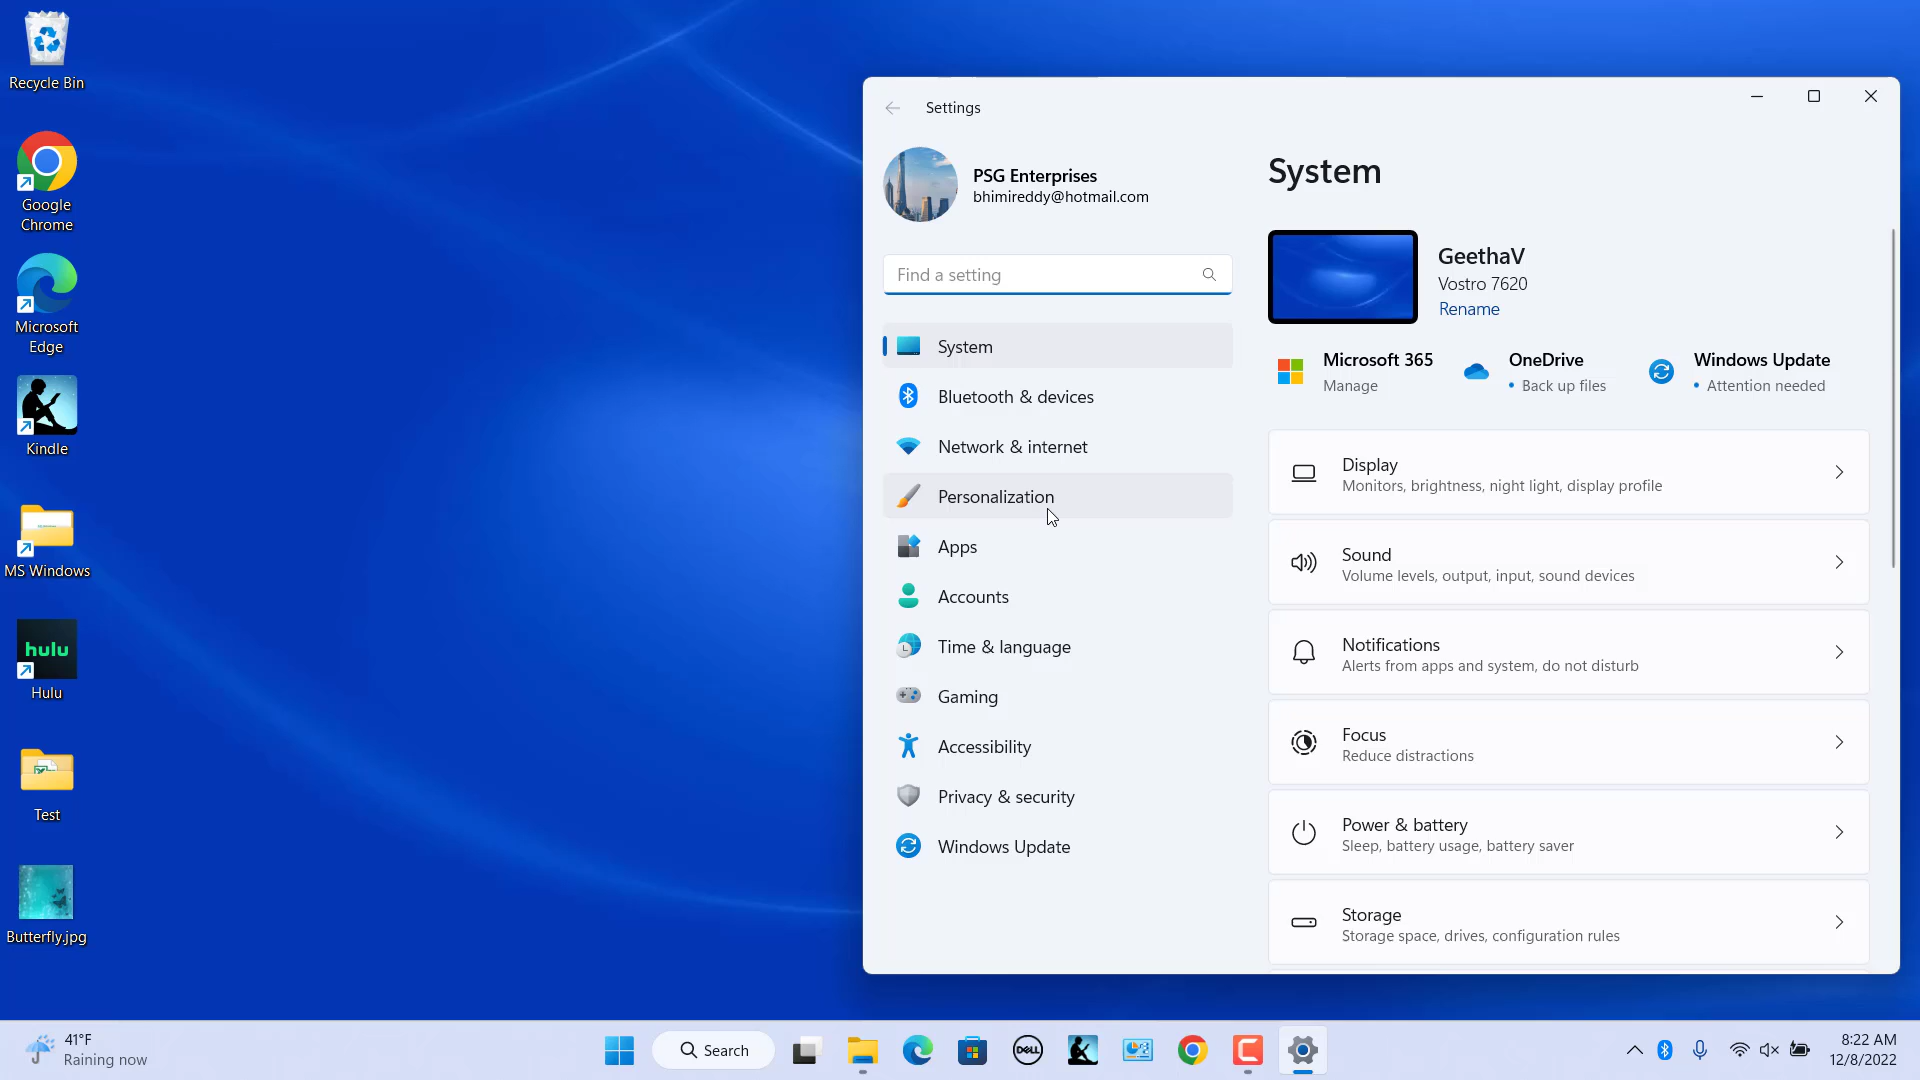 Recycle Bin
Google
Chrome
Microsoft
Edge
Kindle
MS Windows
hulu
Hulu
Test
Butterfly.jpg
Settings
PSG Enterprises
bhimireddy@hotmail.com
Find a setting
System
Bluetooth & devices
Network & internet
Personalization
Apps
Accounts
Time & language
Gaming
Accessibility
Privacy & security
Windows Update
System
GeethaV
Vostro 7620
Rename
Microsoft 365
Manage
OneDrive
• Back up files
Windows Update
• Attention needed
Display
Monitors, brightness, night light, display profile
Sound
Volume levels, output, input, sound devices
Notifications
Alerts from apps and system, do not disturb
Focus
Reduce distractions
Power & battery
Sleep, battery usage, battery saver
Storage
Storage space, drives, configuration rules
41°F
Raining now
Search
DELL
8:22 AM
12/8/2022